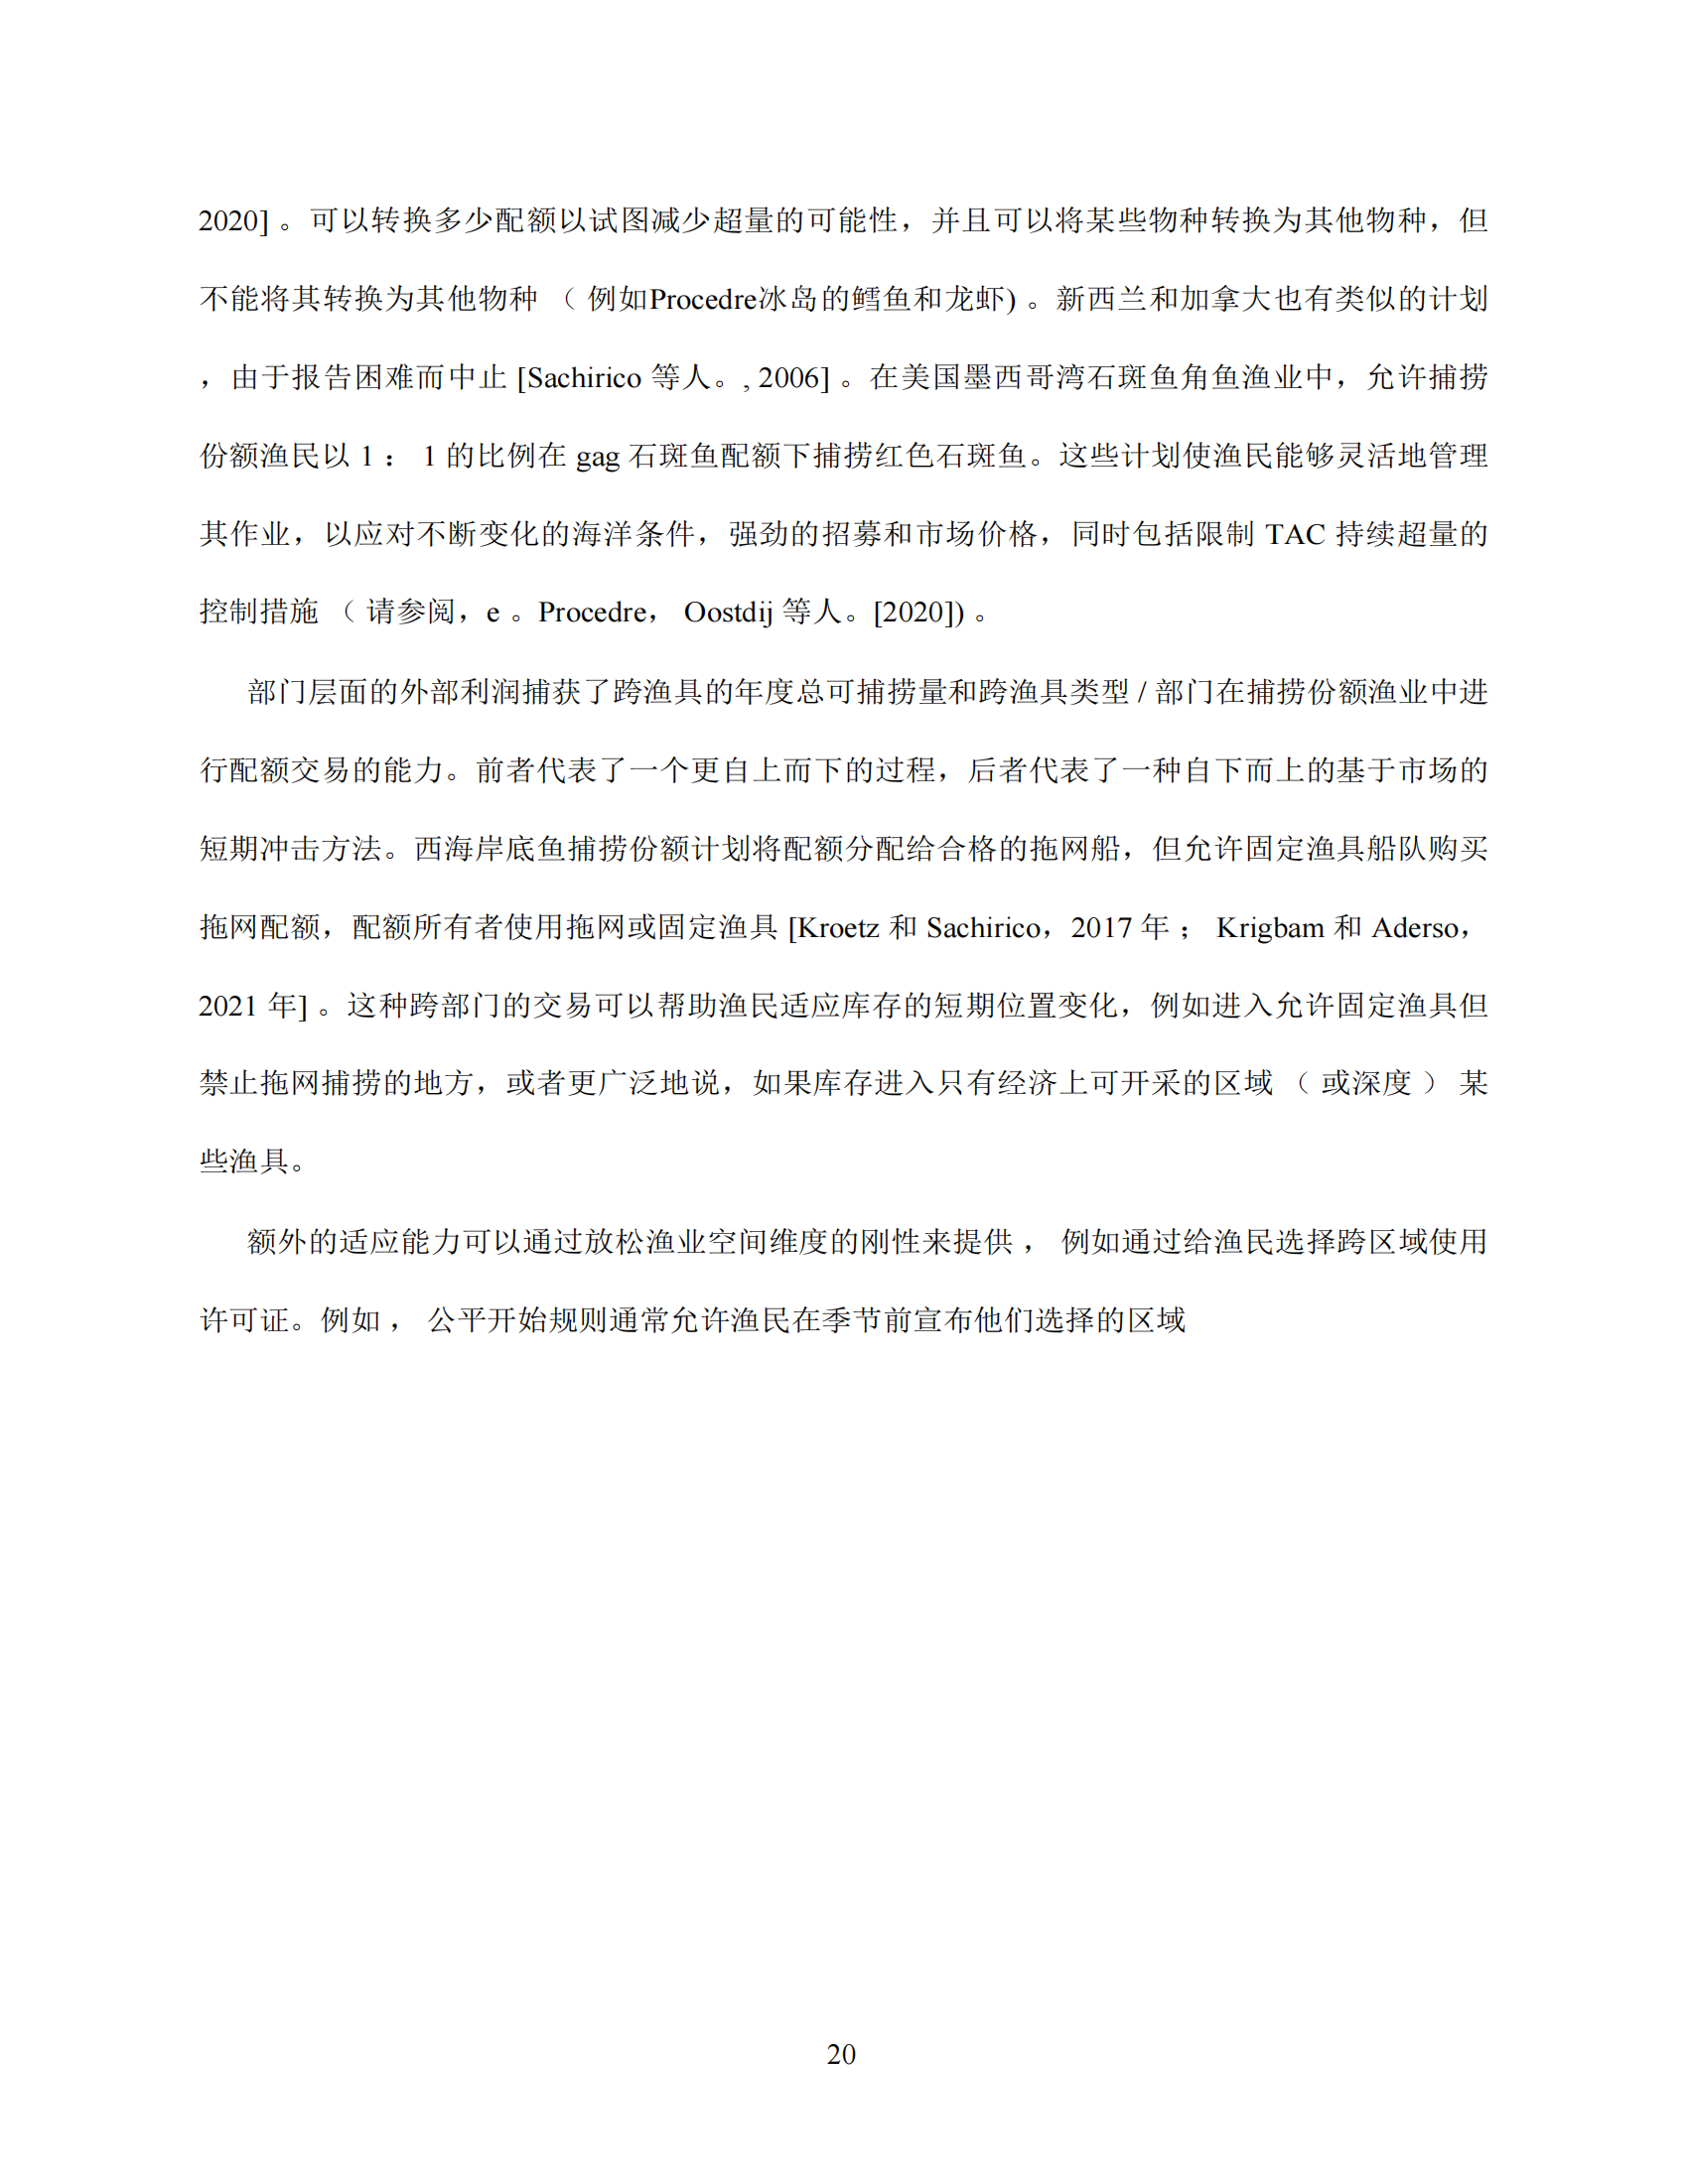 2020] 。可以转换多少配额以试图减少超量的可能性，并且可以将某些物种转换为其他物种，但
不能将其转换为其他物种 （ 例如Procedre冰岛的鳕鱼和龙虾) 。新西兰和加拿大也有类似的计划
，由于报告困难而中止 [Sachirico 等人。, 2006] 。在美国墨西哥湾石斑鱼角鱼渔业中，允许捕捞
份额渔民以 1： 1 的比例在 gag 石斑鱼配额下捕捞红色石斑鱼。这些计划使渔民能够灵活地管理
其作业，以应对不断变化的海洋条件，强劲的招募和市场价格，同时包括限制 TAC 持续超量的
控制措施 （ 请参阅，e 。Procedre， Oostdij 等人。[2020]) 。
部门层面的外部利润捕获了跨渔具的年度总可捕捞量和跨渔具类型 / 部门在捕捞份额渔业中进
行配额交易的能力。前者代表了一个更自上而下的过程，后者代表了一种自下而上的基于市场的
短期冲击方法。西海岸底鱼捕捞份额计划将配额分配给合格的拖网船，但允许固定渔具船队购买
拖网配额，配额所有者使用拖网或固定渔具 [Kroetz 和 Sachirico，2017 年 ； Krigbam 和 Aderso，
2021 年] 。这种跨部门的交易可以帮助渔民适应库存的短期位置变化，例如进入允许固定渔具但
禁止拖网捕捞的地方，或者更广泛地说，如果库存进入只有经济上可开采的区域 （ 或深度 ） 某
些渔具。
额外的适应能力可以通过放松渔业空间维度的刚性来提供 ， 例如通过给渔民选择跨区域使用
许可证。例如 ， 公平开始规则通常允许渔民在季节前宣布他们选择的区域
20